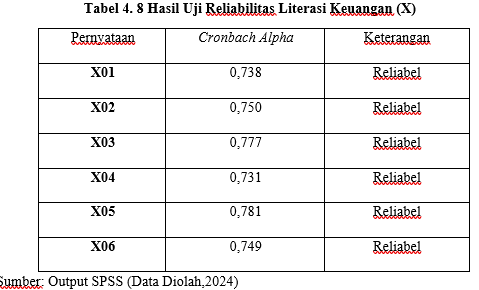 Tabel 4. 8 Hasil Uji Reliabilitas Literasi Keuangan (X)
Pernyataan Cronbach Alpha Keterangan
X01 0,738 Reliabel
X02 0,750 Reliabel
X03 0,777 Reliabel
X04 0,731 Reliabel
X05 0,781 Reliabel
X06 0,749 Reliabel
Sumber: Output SPSS (Data Diolah,2024)